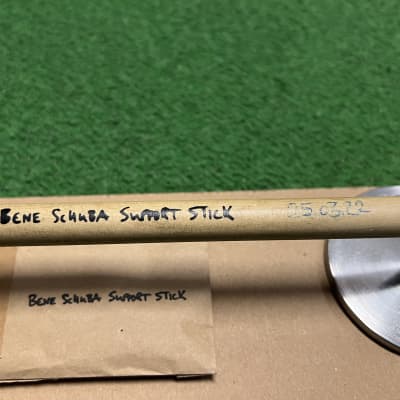 BENE SCHUBA SUPPORT STICK 05.03.22
BENE SCHUBA SUPPORT STICK